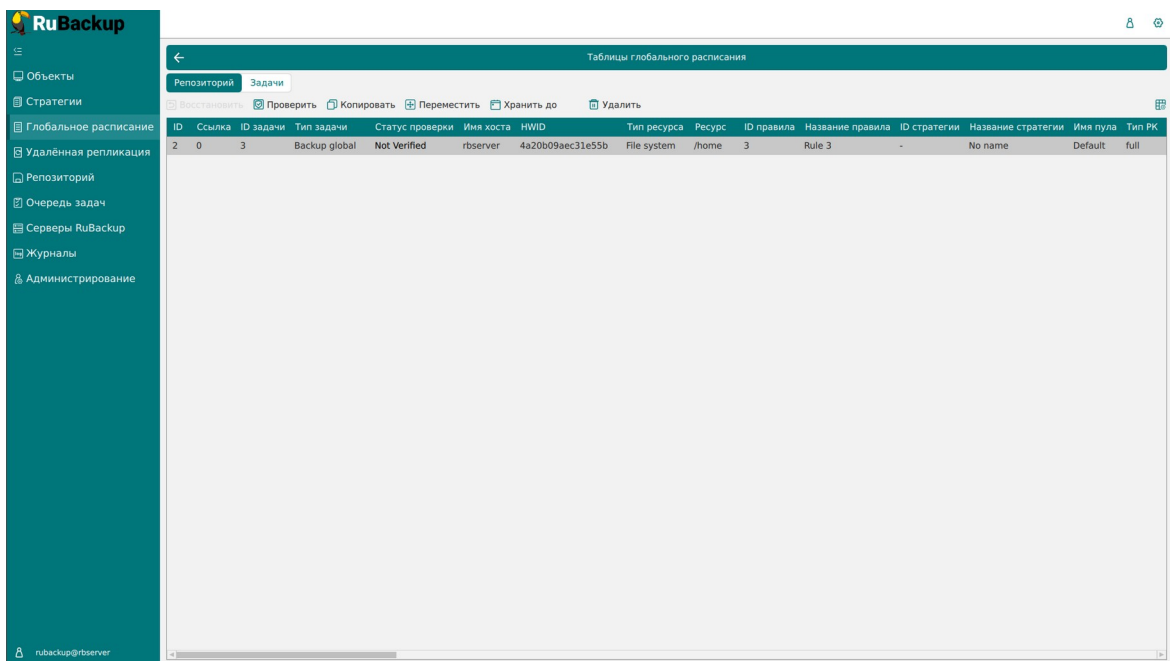 RuBackup
Объекты
Стратегии
Глобальное расписание
Удалённая репликация
Репозиторий
Очередь задач
Серверы RuBackup
Журналы
Администрирование
rubackup@rbserver
Таблицы глобального расписания
Репозиторий Задачи
Восстановить Проверить Копировать Переместить Хранить до Удалить
ID Ссылка ID задачи Тип задачи Статус проверки Имя хоста HWID Тип ресурса Ресурс ID правила Название правила ID стратегии Название стратегии Имя пула Тип РК
2 0 3 Backup global Not Verified rbserver 4a20b09aec31e55b File system /home 3 Rule 3 - No name Default full